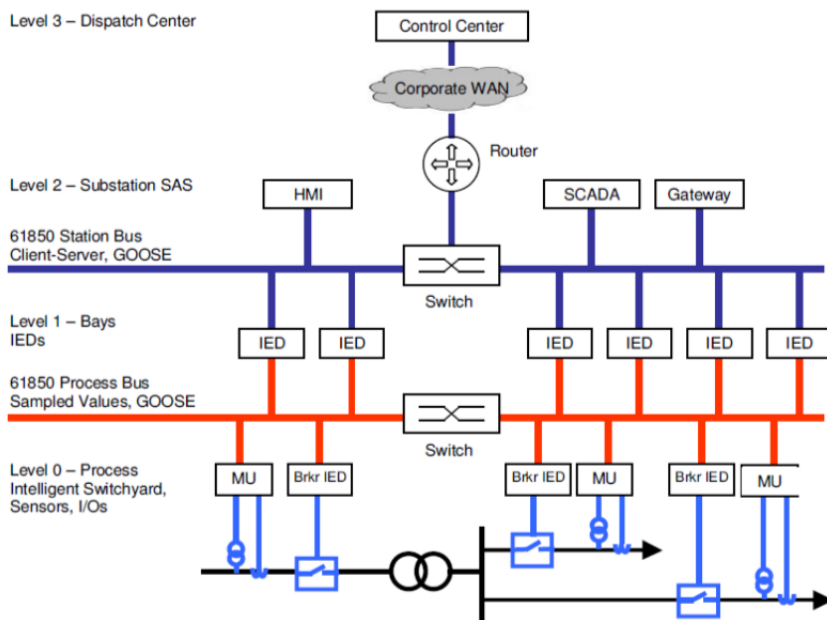 Level 3 – Dispatch Center
Control Center
Corporate WAN
Router
Level 2 – Substation SAS
HMI
SCADA
Gateway
61850 Station Bus
Client-Server, GOOSE
Switch
Level 1 – Bays
IEDs
IED
IED
IED
IED
IED
IED
61850 Process Bus
Sampled Values, GOOSE
Switch
Level 0 – Process
Intelligent Switchyard,
Sensors, I/Os
MU
Brkr IED
Brkr IED
MU
Brkr IED
MU